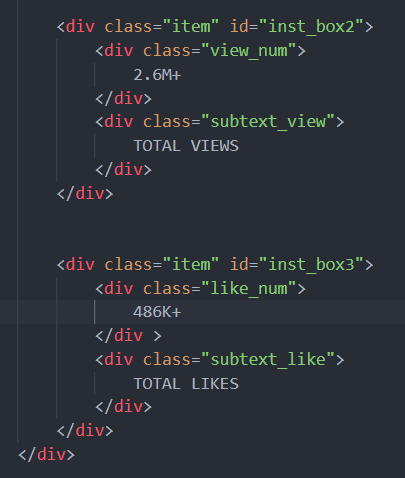 <div class="item" id="inst_box2">
<div class="view_num">
2.6M+
</div>
<div class="subtext_view">
TOTAL VIEWS
</div>
</div>
<div class="item" id="inst_box3">
<div class="like_num">
486K+
</div >
<div class="subtext_like">
TOTAL LIKES
</div>
</div>
</div>